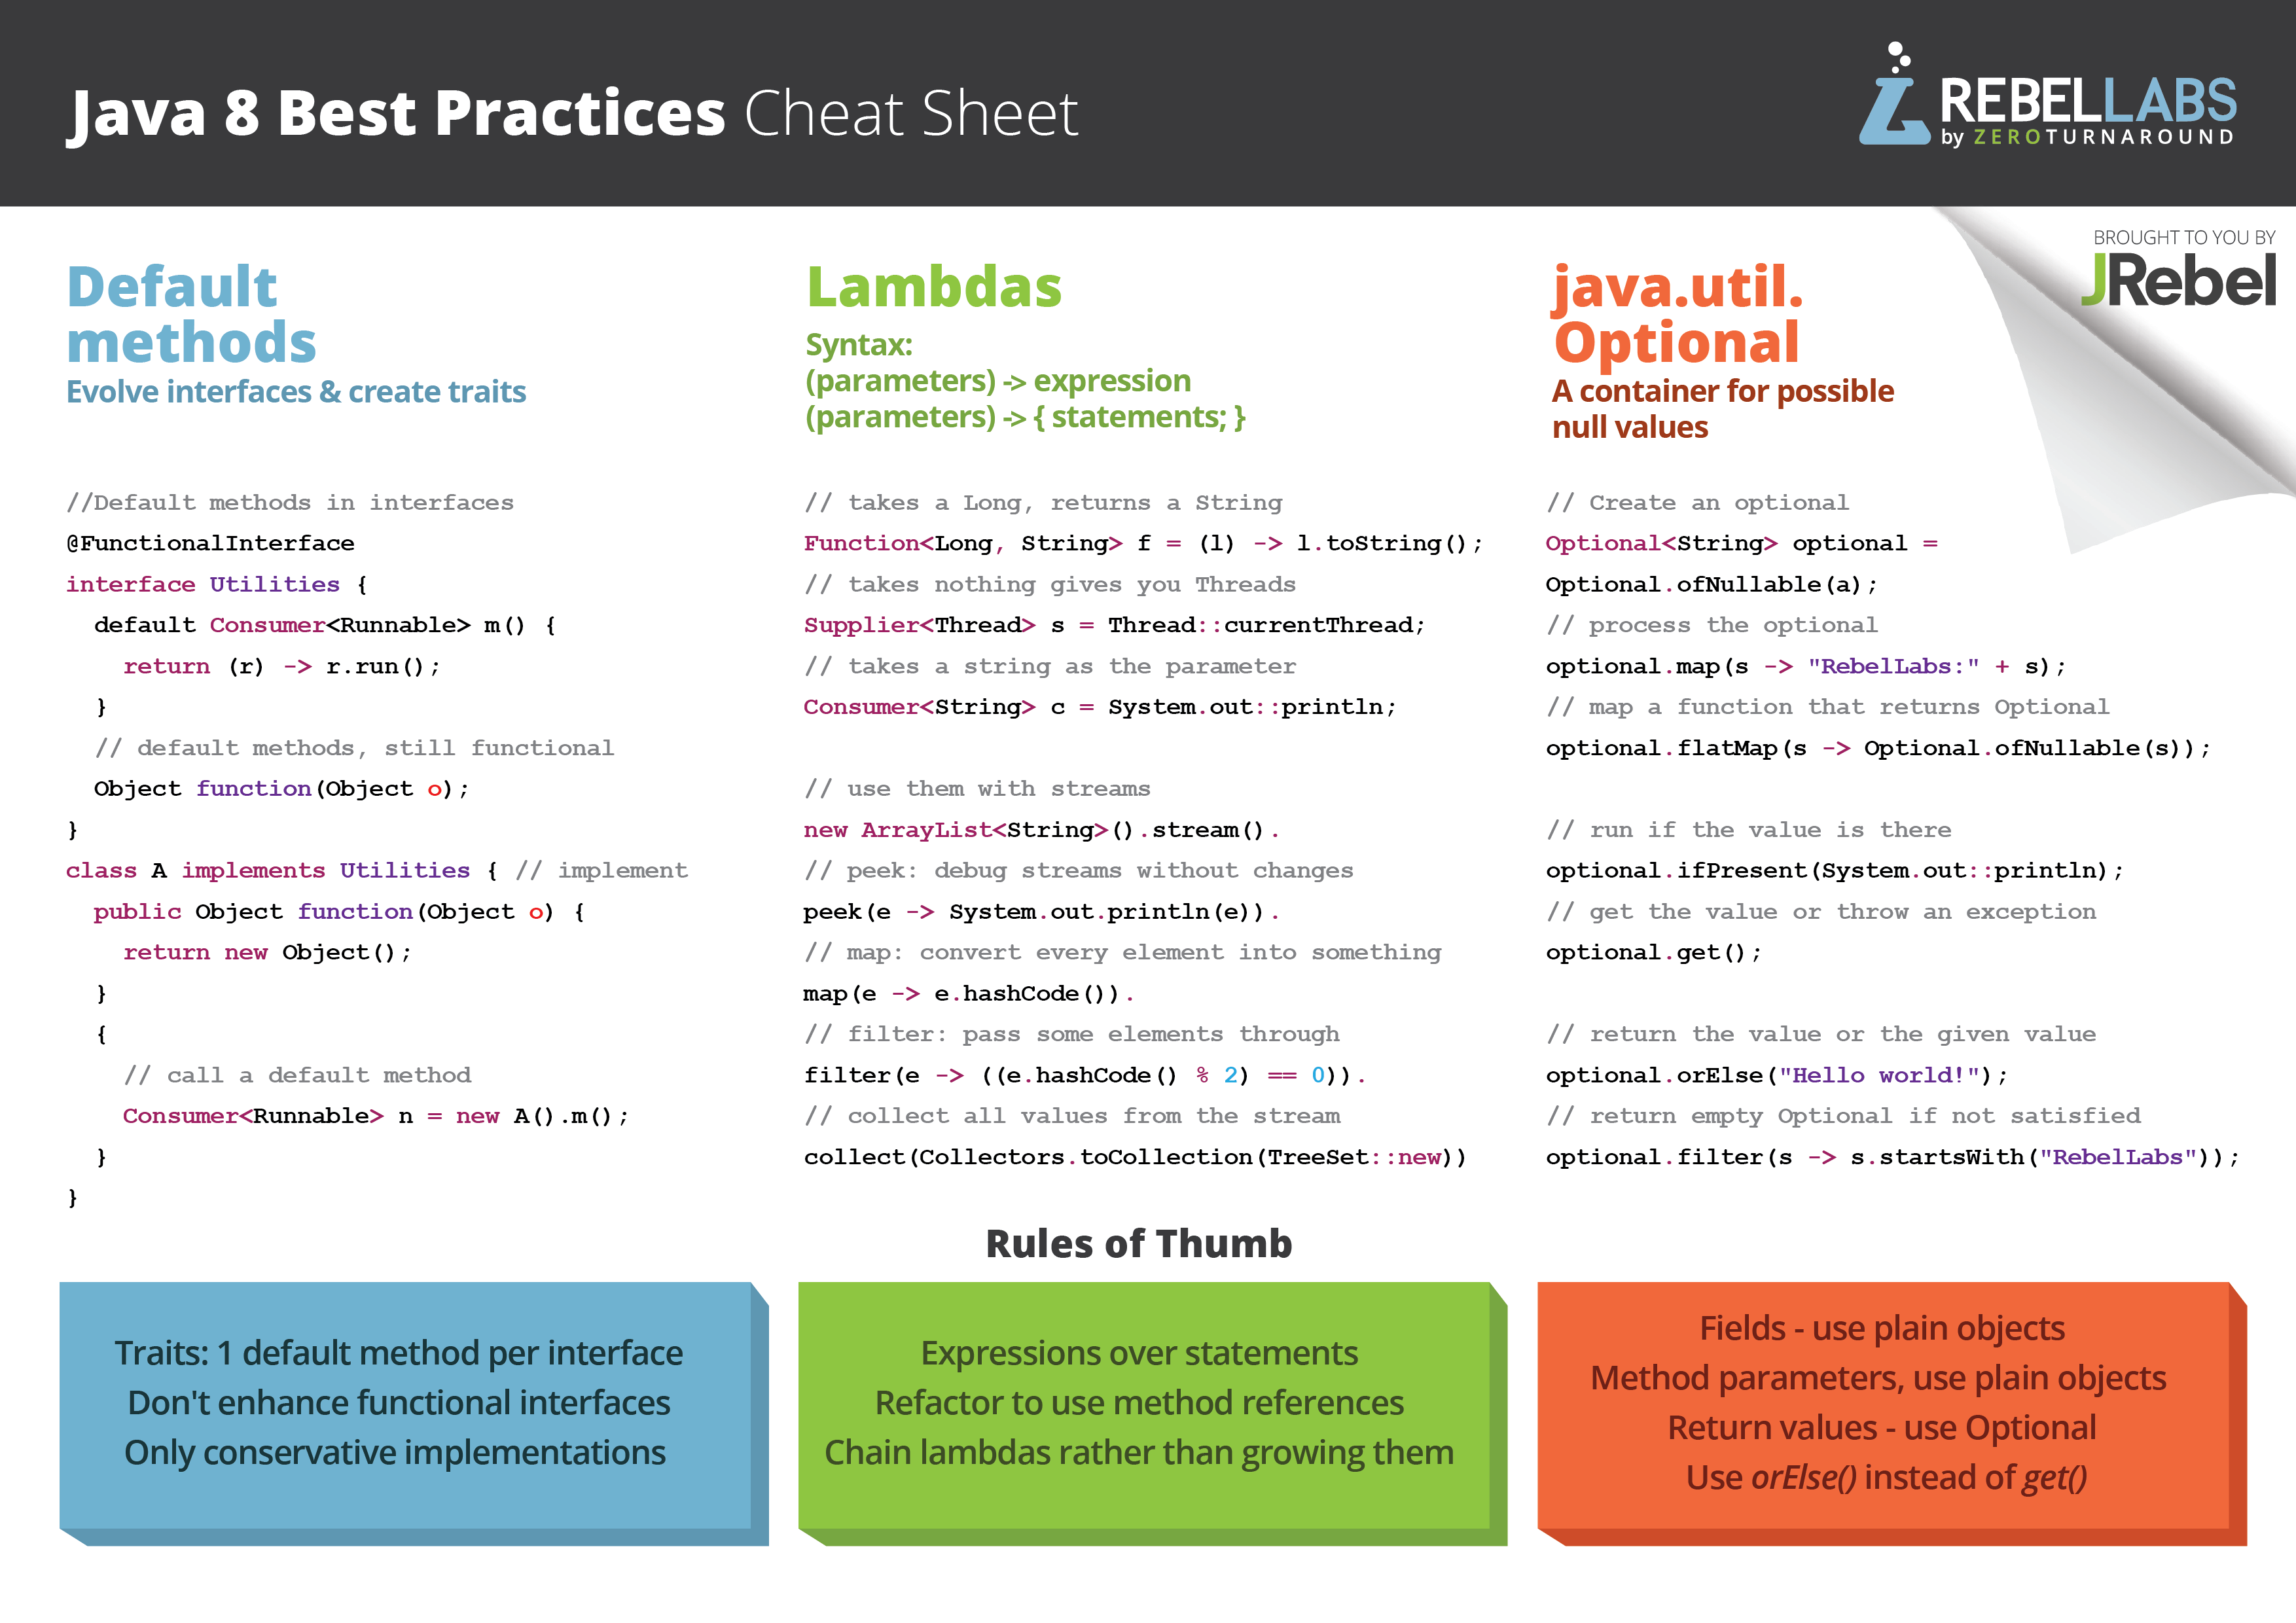 Java 8 Best Practices Cheat Sheet
REBELLABS
by ZEROTURNAROUND
BROUGHT TO YOU BY
JRebel
Default
methods
Evolve interfaces & create traits
//Default methods in interfaces
@FunctionalInterface
interface Utilities {
  default Consumer<Runnable> m() {
    return (r) -> r.run();
  }
  // default methods, still functional
  Object function(Object o);
}
class A implements Utilities { // implement
  public Object function(Object o) {
    return new Object();
  }
  {
    // call a default method
    Consumer<Runnable> n = new A().m();
  }
}
Lambdas
Syntax:
(parameters) -> expression
(parameters) -> { statements; }
// takes a Long, returns a String
Function<Long, String> f = (l) -> l.toString();
// takes nothing gives you Threads
Supplier<Thread> s = Thread::currentThread;
// takes a string as the parameter
Consumer<String> c = System.out::println;
// use them with streams
new ArrayList<String>().stream().
// peek: debug streams without changes
peek(e -> System.out.println(e)).
// map: convert every element into something
map(e -> e.hashCode()).
// filter: pass some elements through
filter(e -> ((e.hashCode() % 2) == 0)).
// collect all values from the stream
collect(Collectors.toCollection(TreeSet::new))
java.util.
Optional
A container for possible
null values
// Create an optional
Optional<String> optional =
Optional.ofNullable(a);
// process the optional
optional.map(s -> "RebelLabs:" + s);
// map a function that returns Optional
optional.flatMap(s -> Optional.ofNullable(s));
// run if the value is there
optional.ifPresent(System.out::println);
// get the value or throw an exception
optional.get();
// return the value or the given value
optional.orElse("Hello world!");
// return empty Optional if not satisfied
optional.filter(s -> s.startsWith("RebelLabs"));
Rules of Thumb
Traits: 1 default method per interface
Don't enhance functional interfaces
Only conservative implementations
Expressions over statements
Refactor to use method references
Chain lambdas rather than growing them
Fields - use plain objects
Method parameters, use plain objects
Return values - use Optional
Use orElse() instead of get()